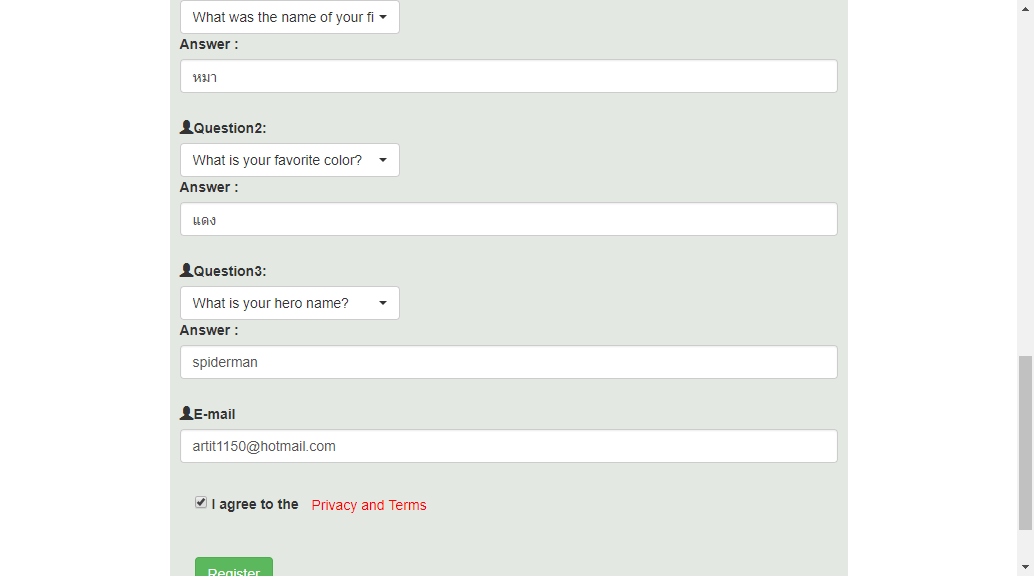 What was the name of your fi
Answer :
หมา
Question2:
What is your favorite color?
Answer :
แดง
Question3:
What is your hero name?
Answer :
spiderman
E-mail
artit1150@hotmail.com
I agree to the Privacy and Terms
Register